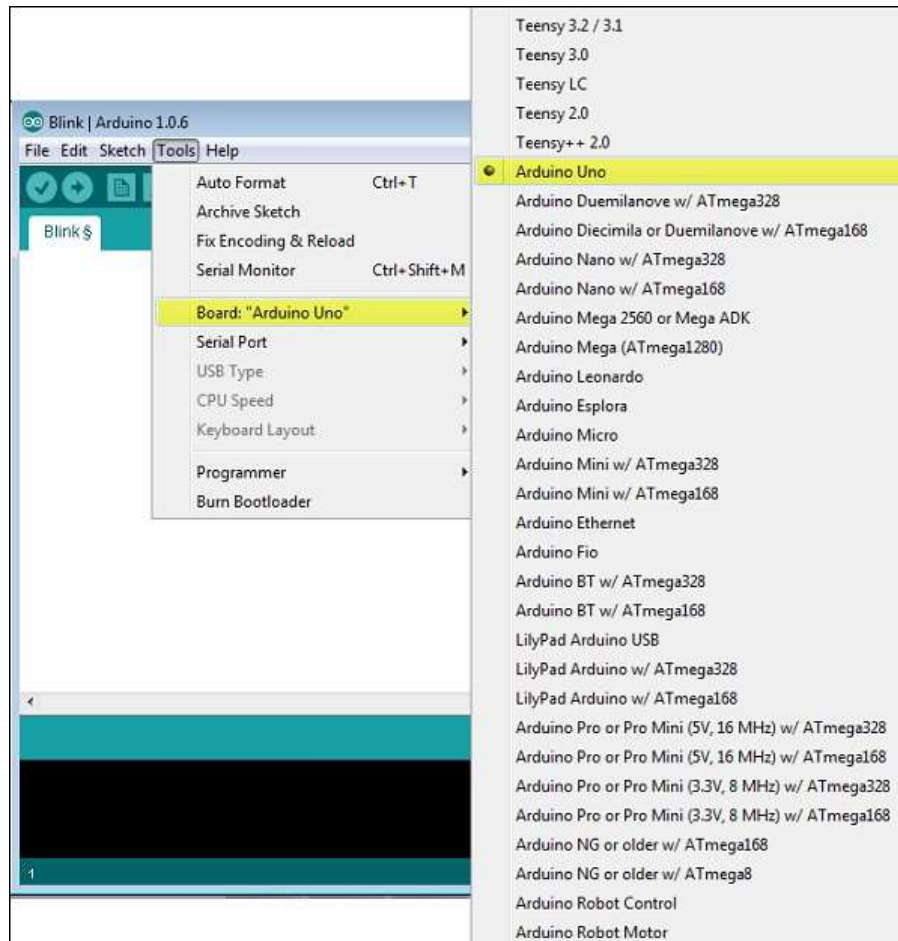 Blink | Arduino 1.0.6
File Edit Sketch Tools Help
Blink §
Auto Format Ctrl+T
Archive Sketch
Fix Encoding & Reload
Serial Monitor Ctrl+Shift+M
Board: "Arduino Uno"
Serial Port
USB Type
CPU Speed
Keyboard Layout
Programmer
Burn Bootloader
1
Teensy 3.2 / 3.1
Teensy 3.0
Teensy LC
Teensy 2.0
Teensy++ 2.0
Arduino Uno
Arduino Duemilanove w/ ATmega328
Arduino Diecimila or Duemilanove w/ ATmega168
Arduino Nano w/ ATmega328
Arduino Nano w/ ATmega168
Arduino Mega 2560 or Mega ADK
Arduino Mega (ATmega1280)
Arduino Leonardo
Arduino Esplora
Arduino Micro
Arduino Mini w/ ATmega328
Arduino Mini w/ ATmega168
Arduino Ethernet
Arduino Fio
Arduino BT w/ ATmega328
Arduino BT w/ ATmega168
LilyPad Arduino USB
LilyPad Arduino w/ ATmega328
LilyPad Arduino w/ ATmega168
Arduino Pro or Pro Mini (5V, 16 MHz) w/ ATmega328
Arduino Pro or Pro Mini (5V, 16 MHz) w/ ATmega168
Arduino Pro or Pro Mini (3.3V, 8 MHz) w/ ATmega328
Arduino Pro or Pro Mini (3.3V, 8 MHz) w/ ATmega168
Arduino NG or older w/ ATmega168
Arduino NG or older w/ ATmega8
Arduino Robot Control
Arduino Robot Motor